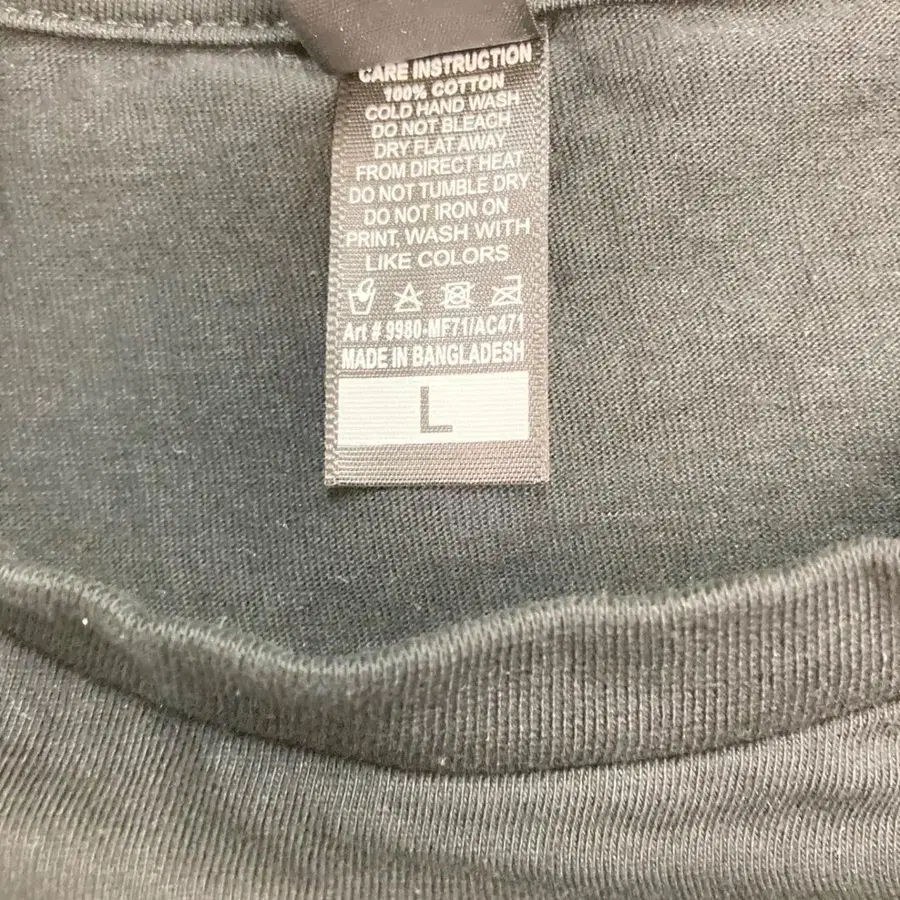 CARE INSTRUCTION
100% COTTON
COLD HAND WASH
DO NOT BLEACH
DRY FLAT AWAY
FROM DIRECT HEAT
DO NOT TUMBLE DRY
DO NOT IRON ON
PRINT, WASH WITH
LIKE COLORS
Art # 9980-MF71/AC471
MADE IN BANGLADESH
L